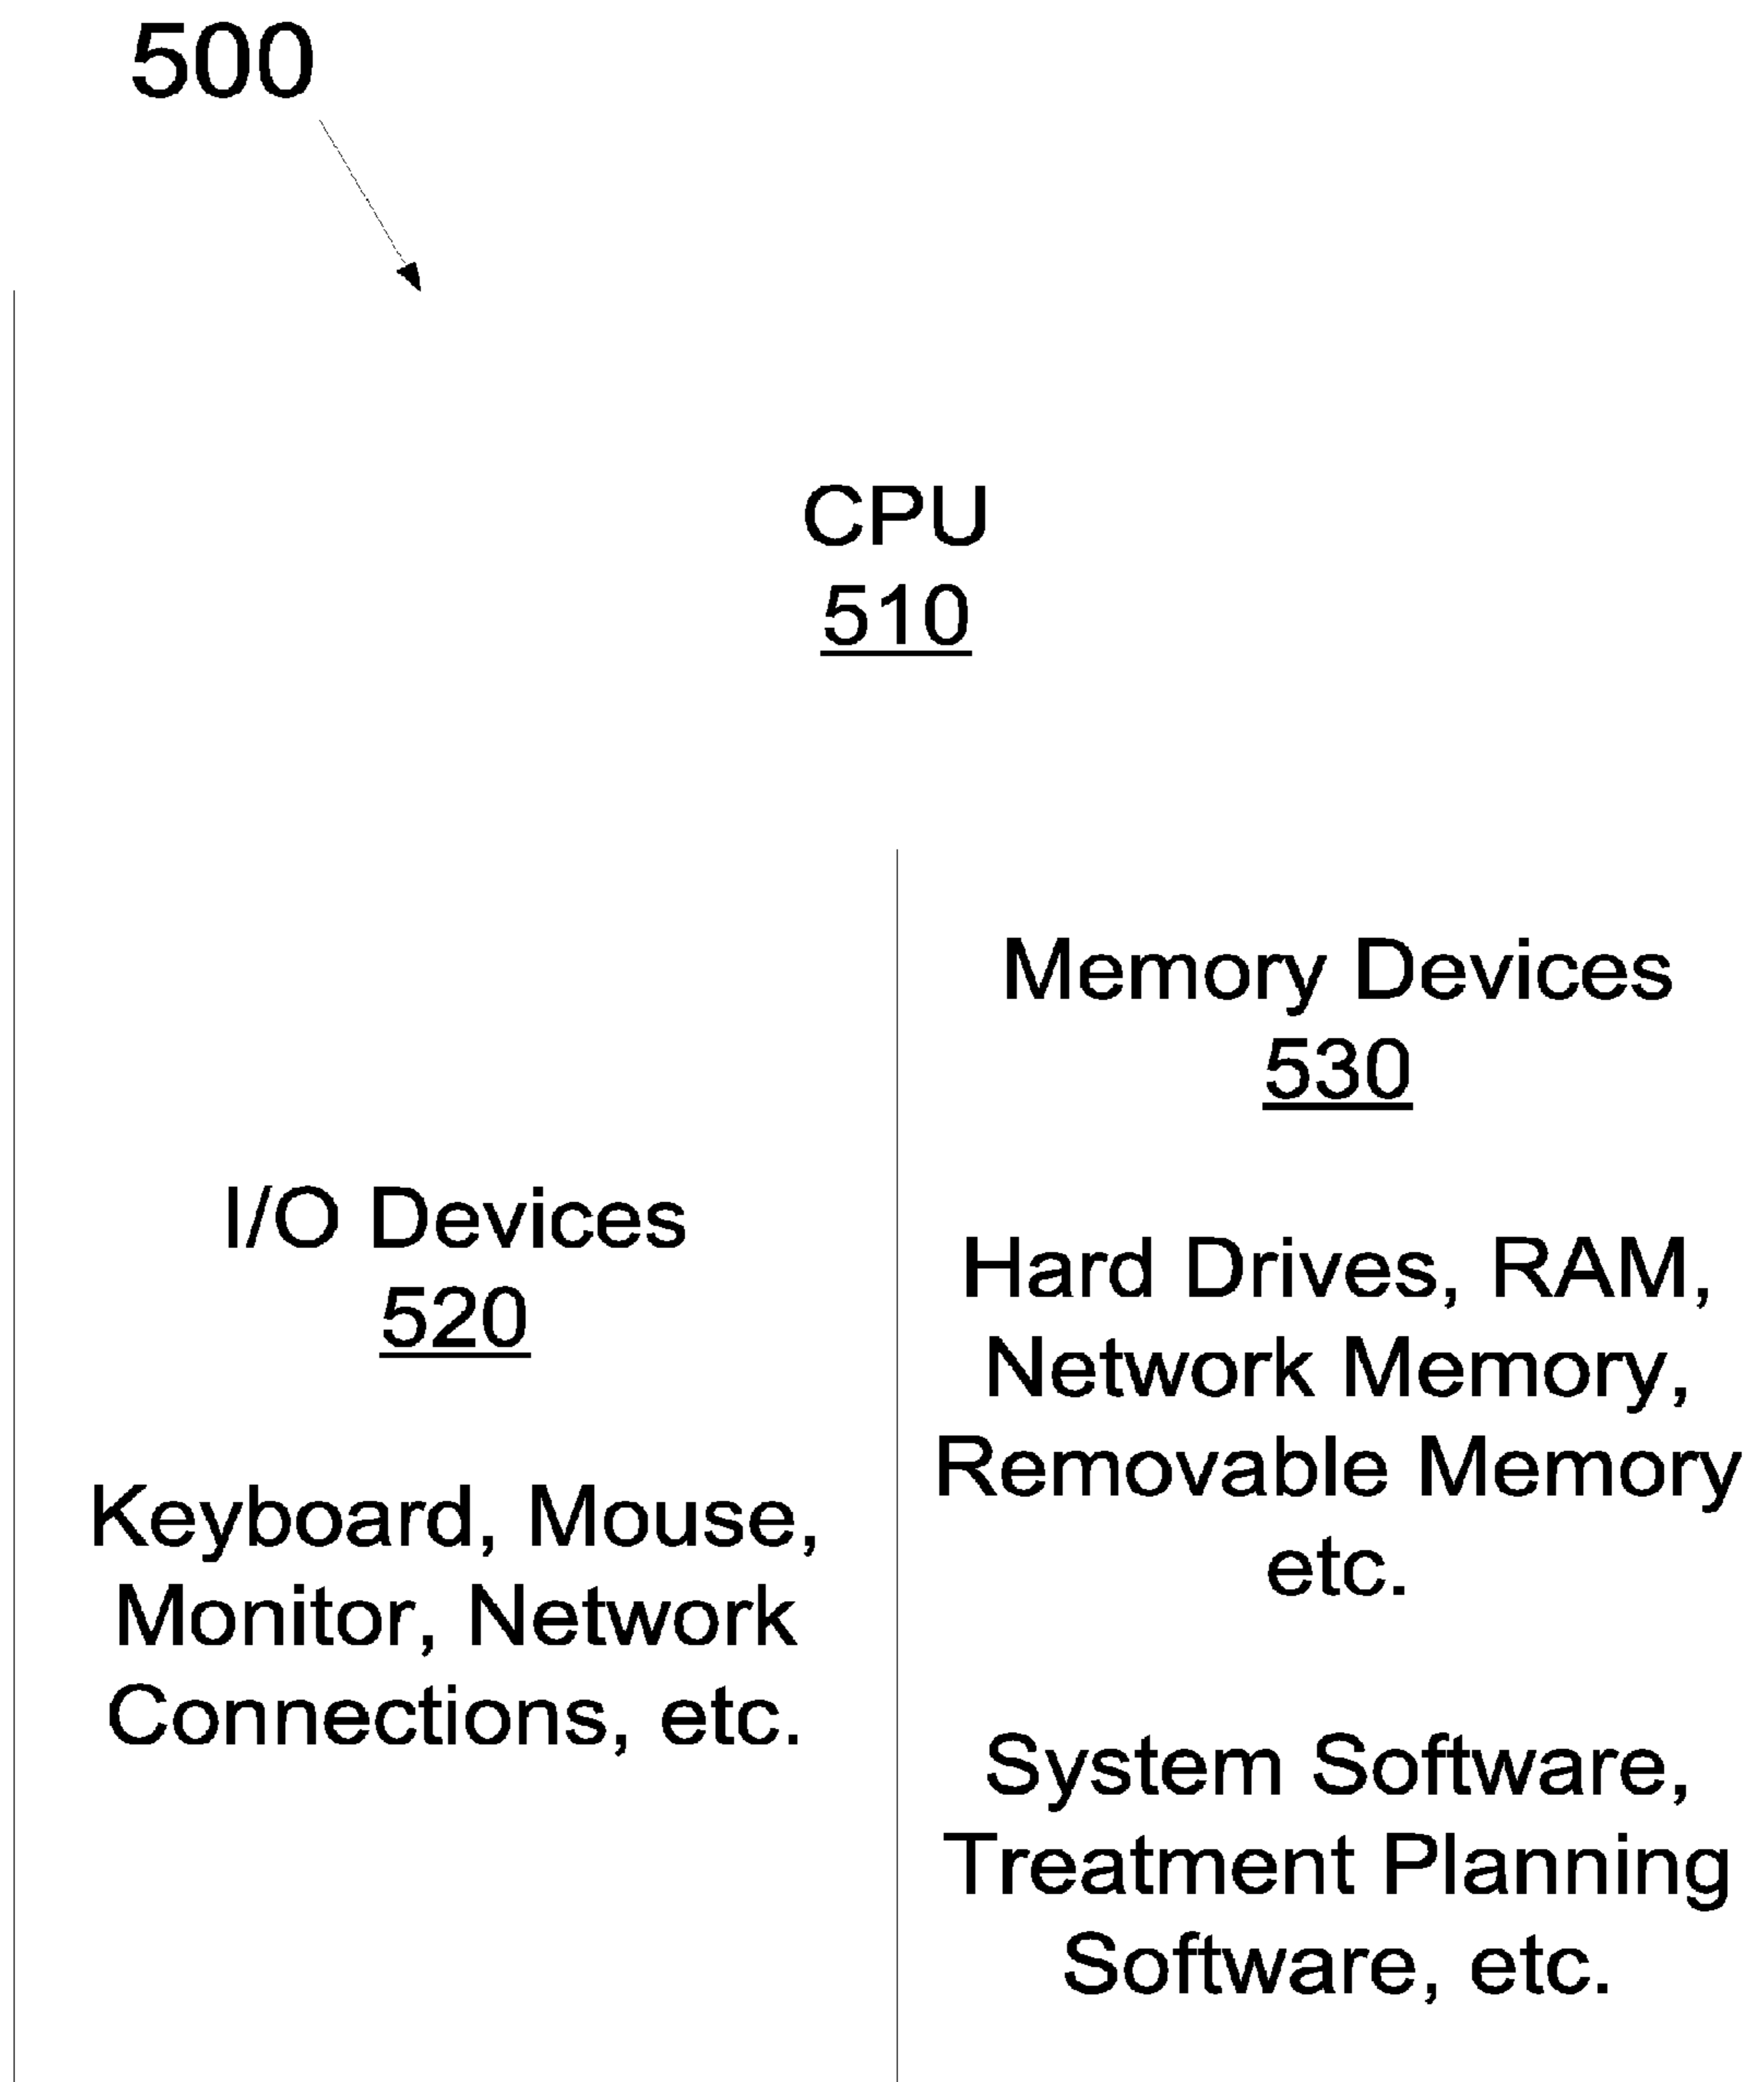 500
CPU
510
I/O Devices
520
Keyboard, Mouse,
Monitor, Network
Connections, etc.
Memory Devices
530
Hard Drives, RAM,
Network Memory,
Removable Memory
etc.
System Software,
Treatment Planning
Software, etc.